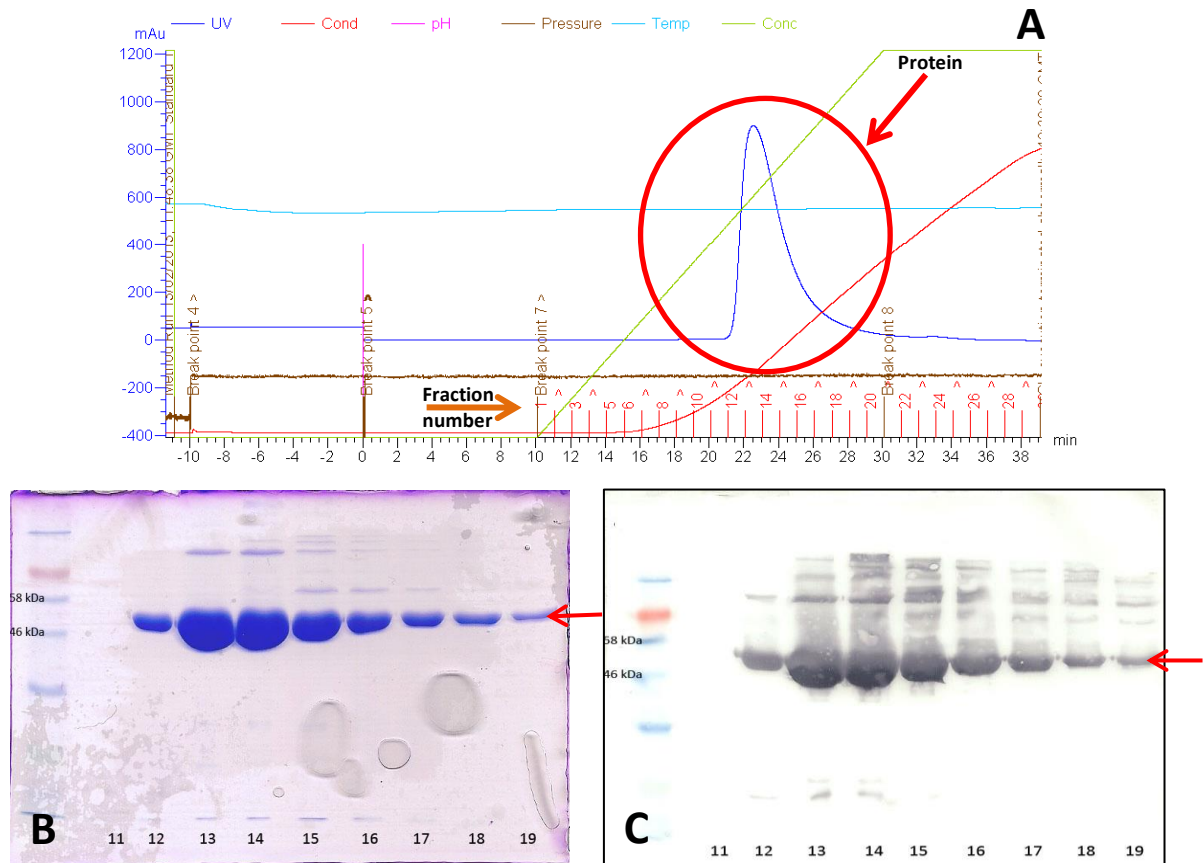 UV Cond pH Pressure Temp Conc
A
mAu
1200
1000
800
600
400
200
0
-200
-400
Protein
Break point 4 >
Break point 5 >
Break point 7 >
Break point 8
Fraction
number
1 > 3 > 5 6 > 8 > 10 > 12 > 14 > 16 > 18 > 20 > 22 > 24 > 26 > 28 >
-10 -8 -6 -4 -2 0 2 4 6 8 10 12 14 16 18 20 22 24 26 28 30 32 34 36 38 min
58 kDa
46 kDa
B
11 12 13 14 15 16 17 18 19
58 kDa
46 kDa
C
11 12 13 14 15 16 17 18 19